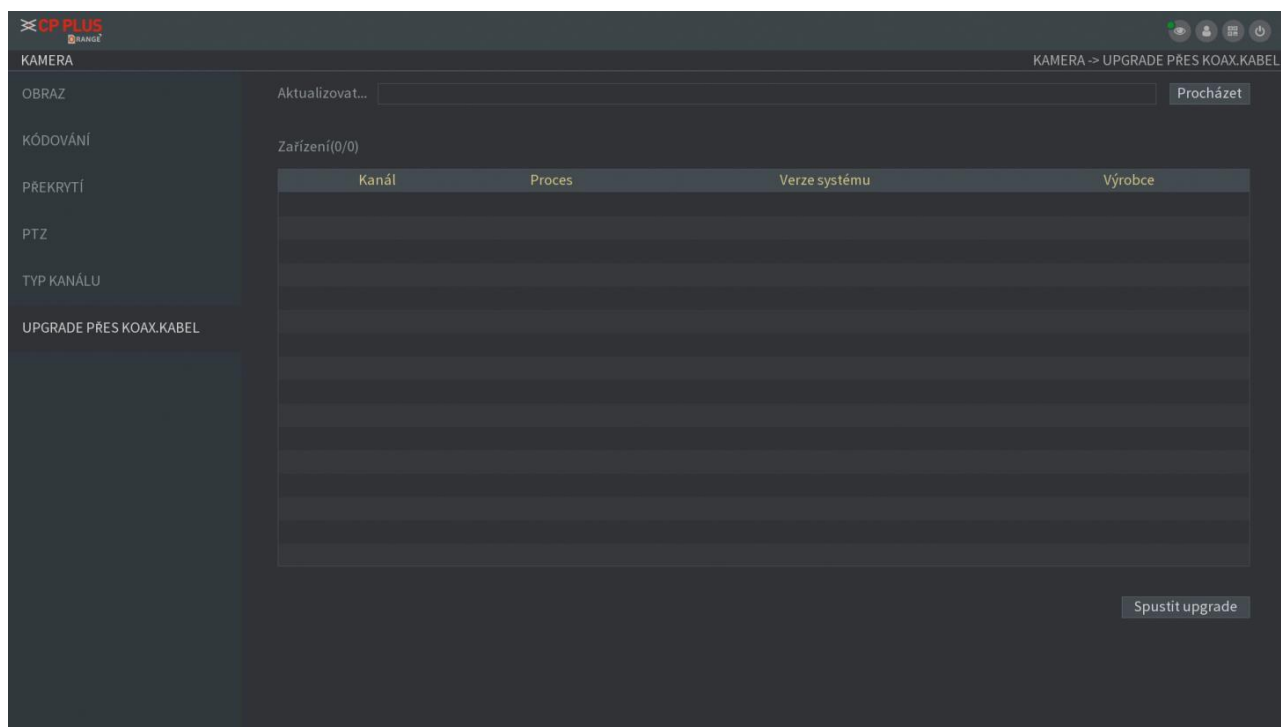 CP PLUS
ORANGE
KAMERA
KAMERA -> UPGRADE PŘES KOAX.KABEL
OBRAZ
KÓDOVÁNÍ
PŘEKRYTÍ
PTZ
TYP KANÁLU
UPGRADE PŘES KOAX.KABEL
Aktualizovat...
Procházet
Zařízení(0/0)
Kanál Proces Verze systému Výrobce
Spustit upgrade